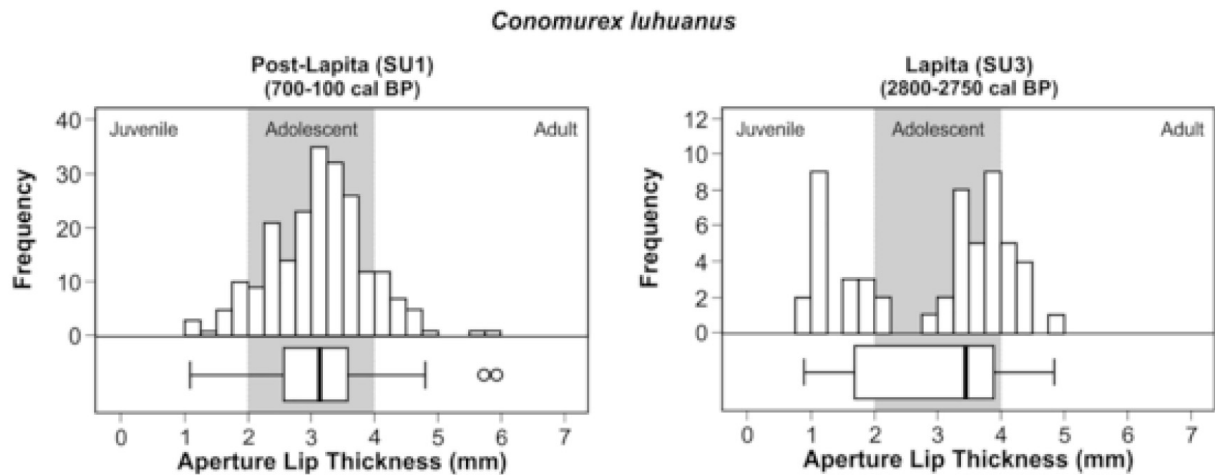 Conomurex luhuanus
Post-Lapita (SU1)
(700-100 cal BP)
Juvenile Adolescent Adult
40
30
20
10
0
Frequency
0 1 2 3 4 5 6 7
Aperture Lip Thickness (mm)
Lapita (SU3)
(2800-2750 cal BP)
Juvenile Adolescent Adult
12
10
8
6
4
2
0
Frequency
0 1 2 3 4 5 6 7
Aperture Lip Thickness (mm)